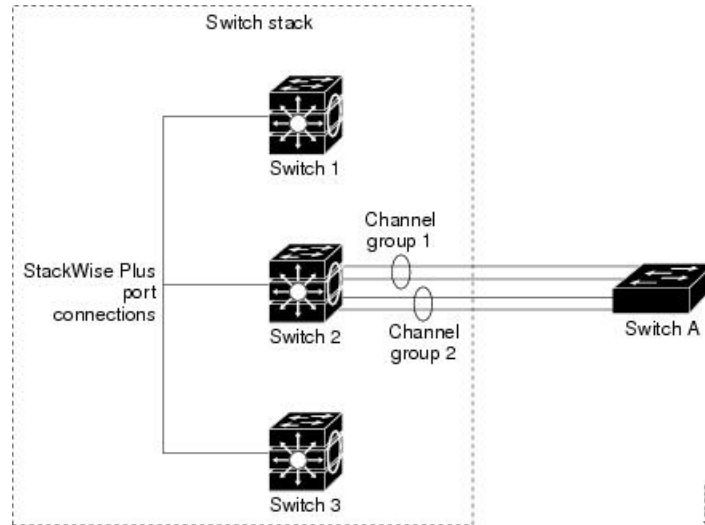 Switch stack
Switch 1
Channel
group 1
StackWise Plus
port
connections
Switch 2
Channel
group 2
Switch A
Switch 3